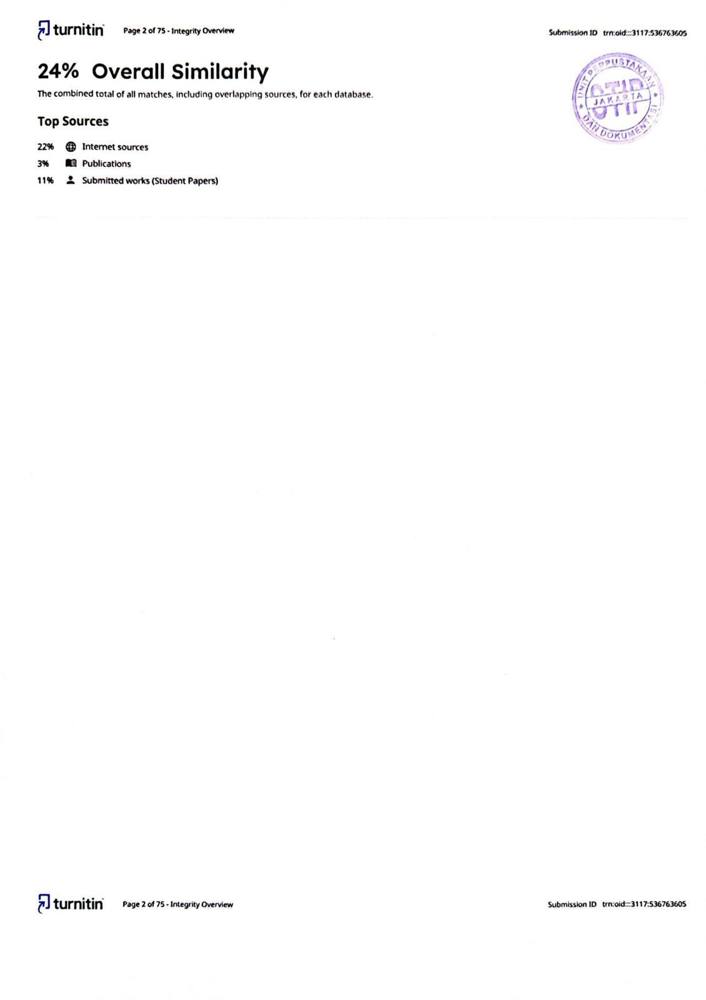 turnitin Page 2 of 75 - Integrity Overview Submission ID trn:oid:::3117:536763605
24% Overall Similarity
The combined total of all matches, including overlapping sources, for each database.
Top Sources
22% Internet sources
3% Publications
11% Submitted works (Student Papers)
UNIT PERPUSTAKAAN
STIP
JAKARTA
DAN DOKUMENTASI
turnitin Page 2 of 75 - Integrity Overview Submission ID trn:oid:::3117:536763605